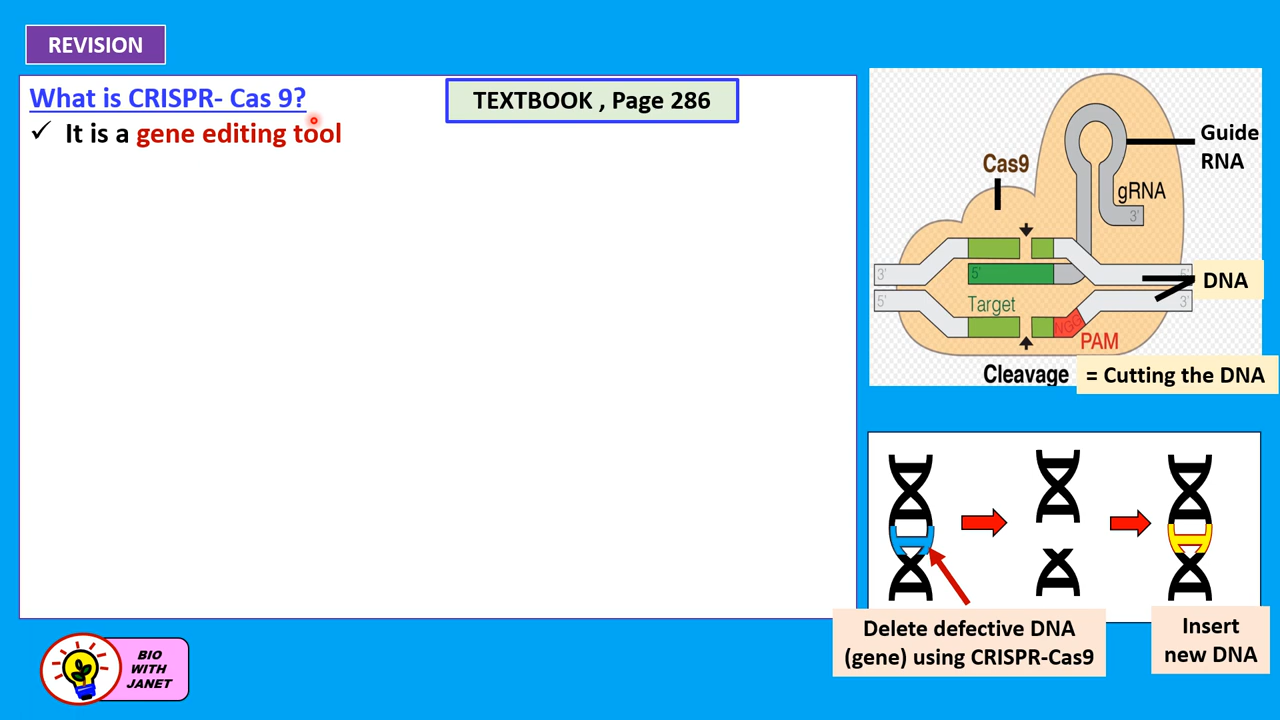 REVISION
What is CRISPR- Cas 9?
TEXTBOOK , Page 286
✓ It is a gene editing tool
Guide
RNA
Cas9
gRNA
3'
3'
5'
5'
DNA
5'
Target
3'
NGG
PAM
Cleavage = Cutting the DNA
Delete defective DNA
(gene) using CRISPR-Cas9
Insert
new DNA
BIO
WITH
JANET